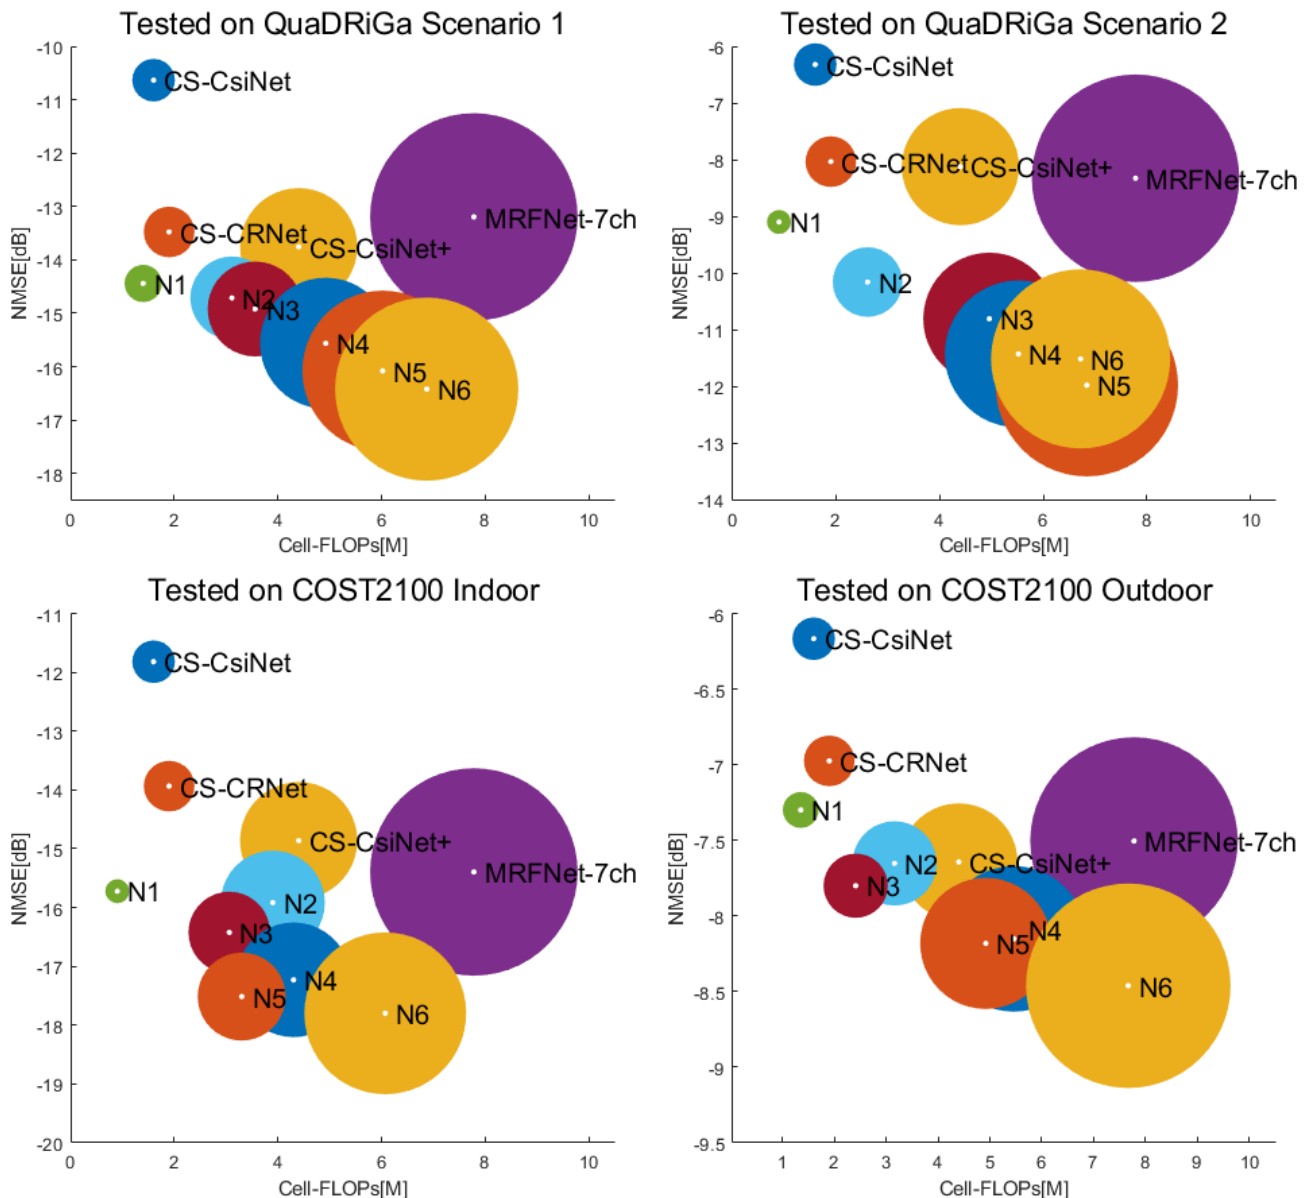 Tested on QuaDRiGa Scenario 1
-10
-11
-12
-13
-14
-15
-16
-17
-18
NMSE[dB]
CS-CsiNet
CS-CRNet
CS-CsiNet+
MRFNet-7ch
N1
N2
N3
N4
N5
N6
0 2 4 6 8 10
Cell-FLOPs[M]
Tested on QuaDRiGa Scenario 2
-6
-7
-8
-9
-10
-11
-12
-13
-14
NMSE[dB]
CS-CsiNet
CS-CRNet
CS-CsiNet+
MRFNet-7ch
N1
N2
N3
N4
N6
N5
0 2 4 6 8 10
Cell-FLOPs[M]
Tested on COST2100 Indoor
-11
-12
-13
-14
-15
-16
-17
-18
-19
-20
NMSE[dB]
CS-CsiNet
CS-CRNet
CS-CsiNet+
MRFNet-7ch
N1
N2
N3
N4
N5
N6
0 2 4 6 8 10
Cell-FLOPs[M]
Tested on COST2100 Outdoor
-6
-6.5
-7
-7.5
-8
-8.5
-9
-9.5
NMSE[dB]
CS-CsiNet
CS-CRNet
N1
MRFNet-7ch
N2
CS-CsiNet+
N3
N4
N5
N6
1 2 3 4 5 6 7 8 9 10
Cell-FLOPs[M]